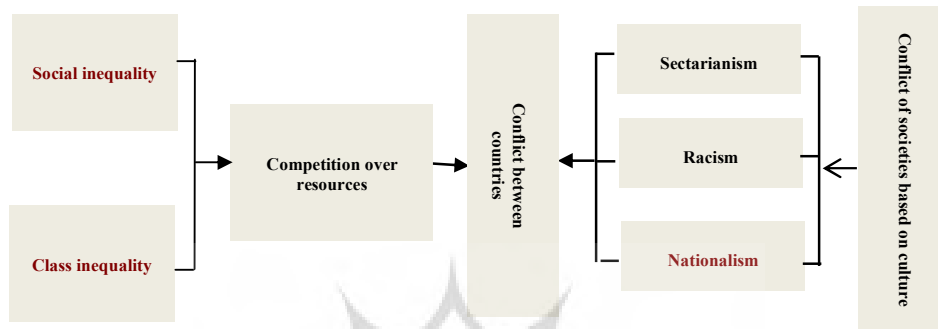 Social inequality
Class inequality
Competition over
resources
Conflict between
countries
Sectarianism
Racism
Nationalism
Conflict of societies based on culture